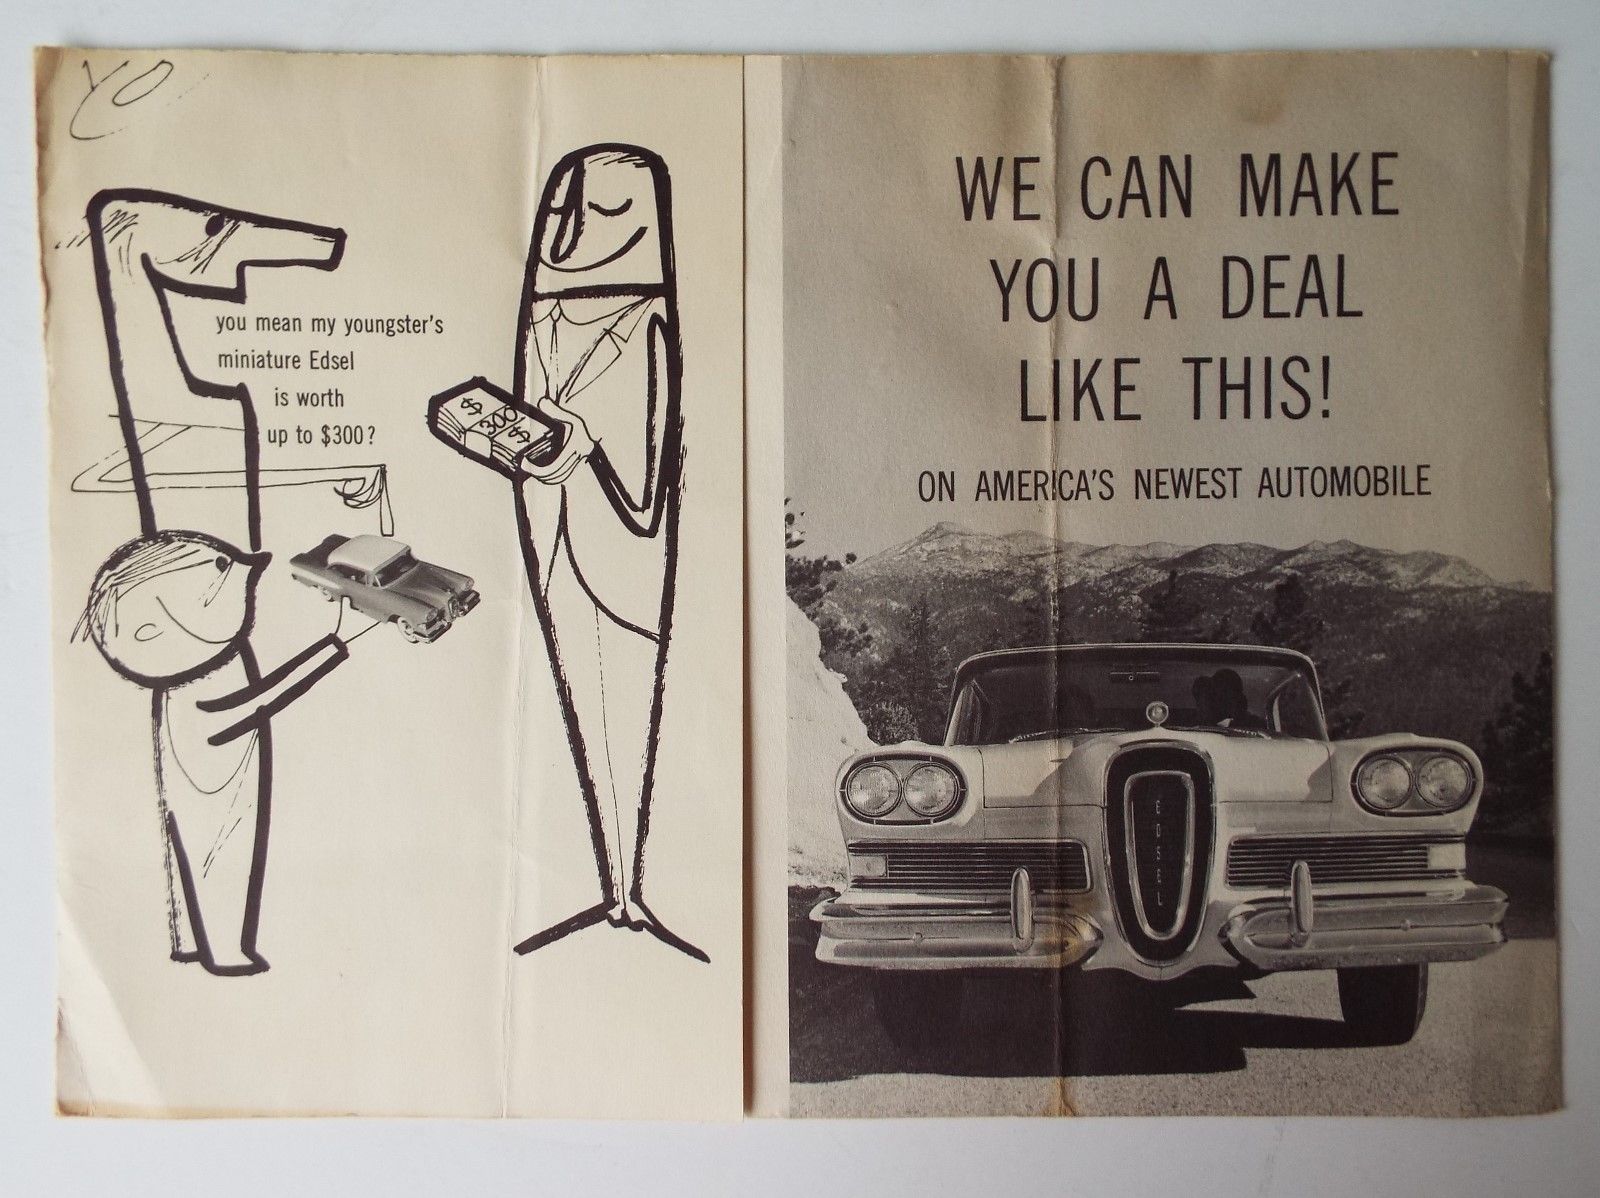 YO
you mean my youngster's
miniature Edsel
is worth
up to $300?
$ 300 $
WE CAN MAKE
YOU A DEAL
LIKE THIS!
ON AMERICA'S NEWEST AUTOMOBILE
EDSEL